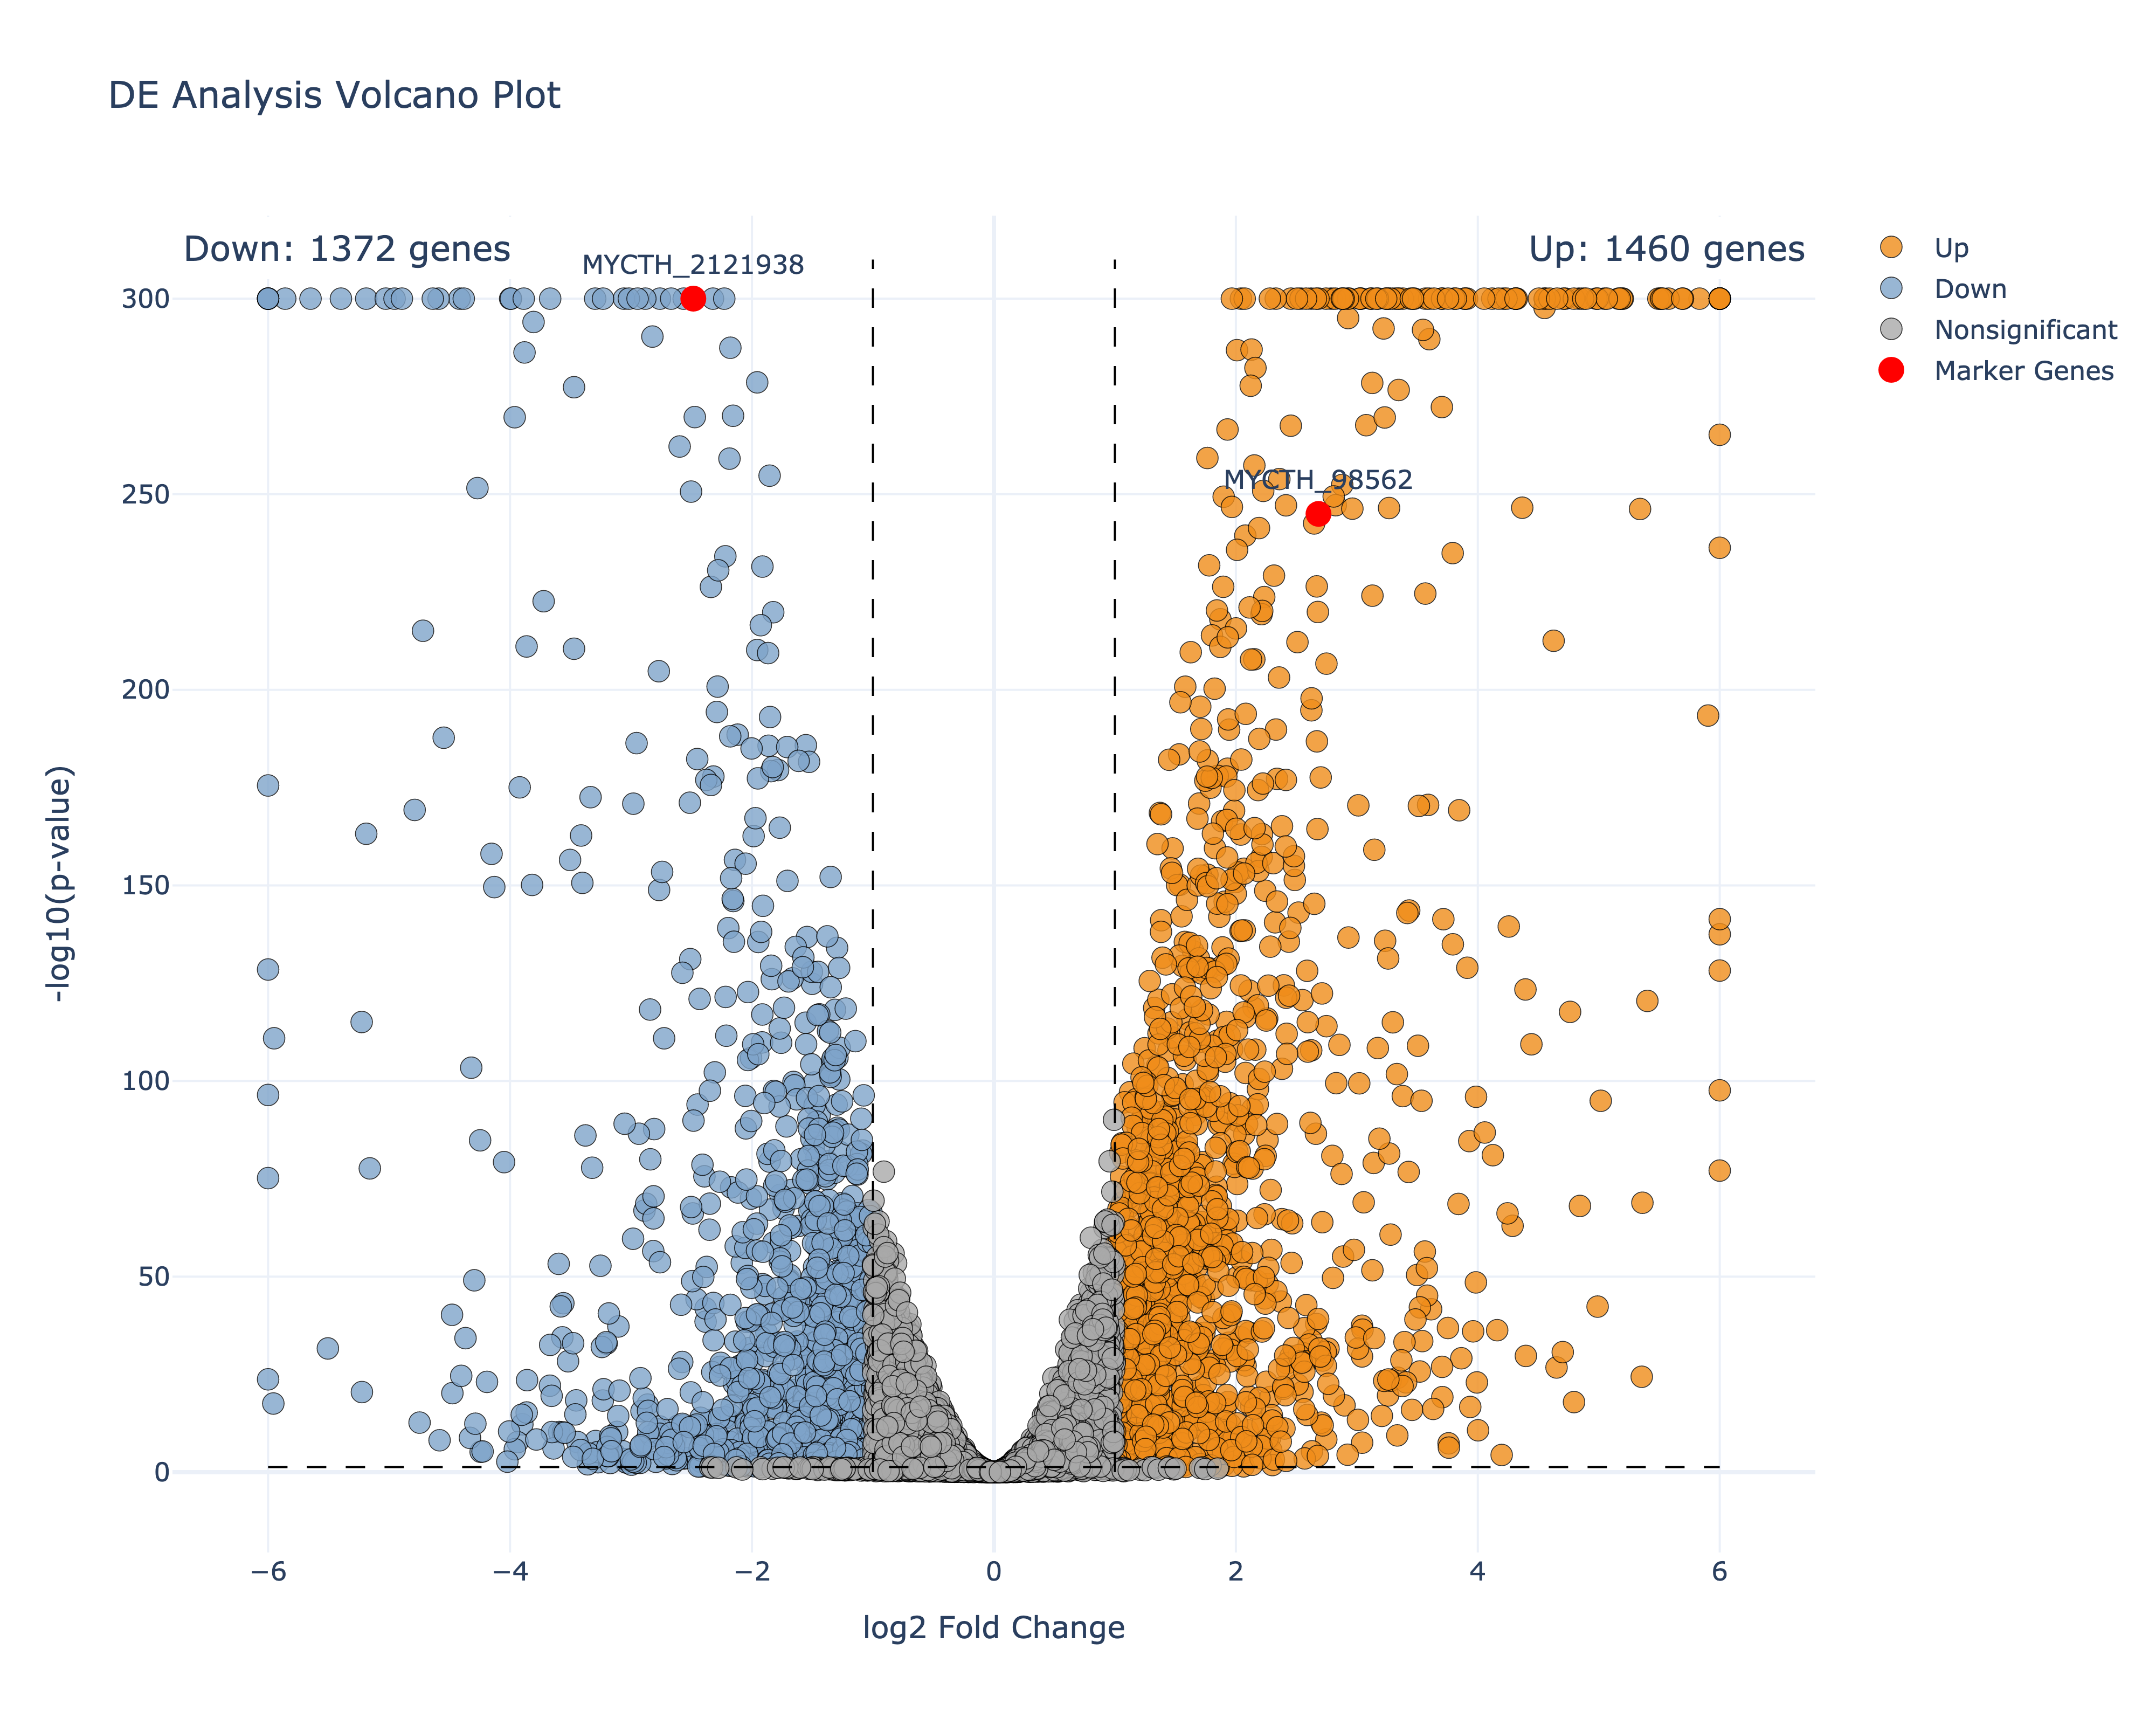 DE Analysis Volcano Plot
Down: 1372 genes
Up: 1460 genes
MYCTH_2121938
MYCTH_98562
Up
Down
Nonsignificant
Marker Genes
300
250
200
150
100
50
0
-log10(p-value)
−6
−4
−2
0
2
4
6
log2 Fold Change